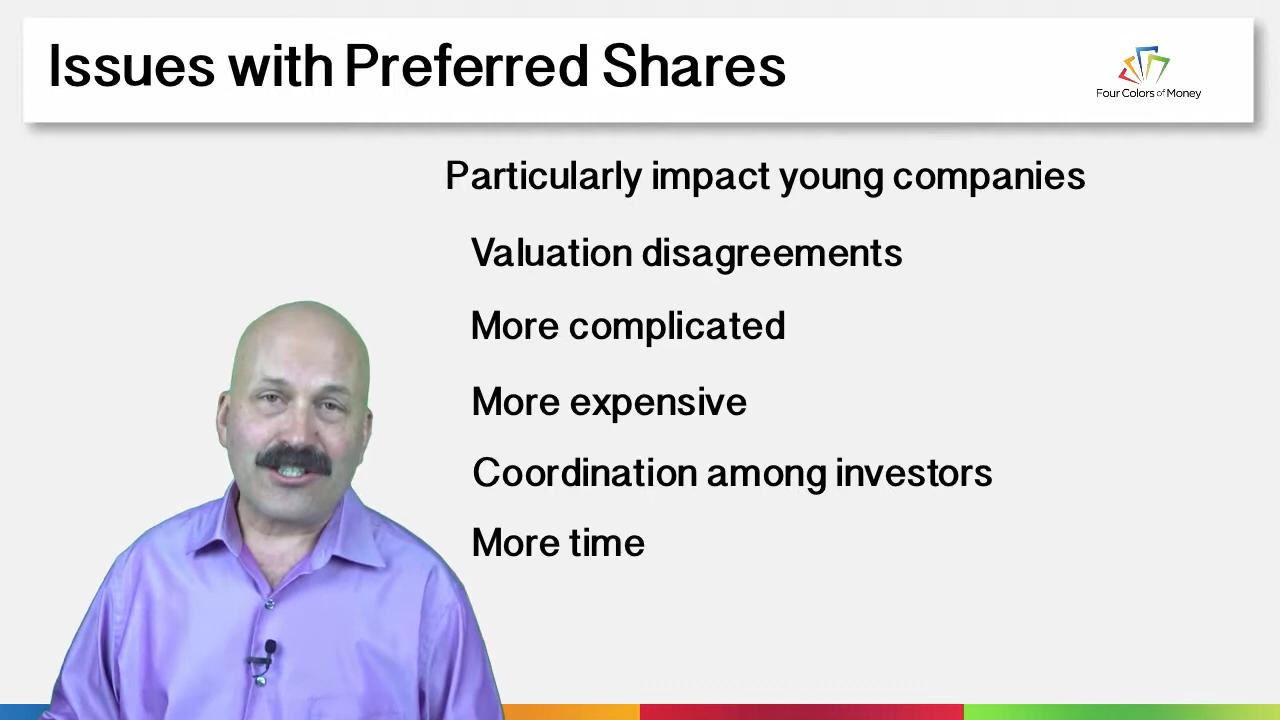 Issues with Preferred Shares
Four Colors of Money
Particularly impact young companies
Valuation disagreements
More complicated
More expensive
Coordination among investors
More time